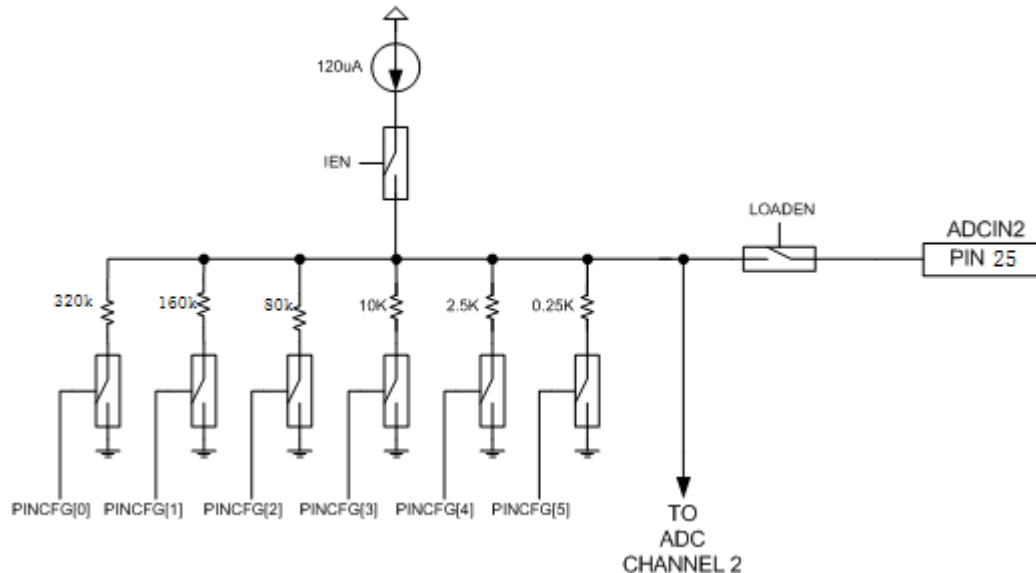 120uA
IEN
LOADEN
ADCIN2
PIN 25
320k
160k
80k
10K
2.5K
0.25K
PINCFG[0]
PINCFG[1]
PINCFG[2]
PINCFG[3]
PINCFG[4]
PINCFG[5]
TO
ADC
CHANNEL 2